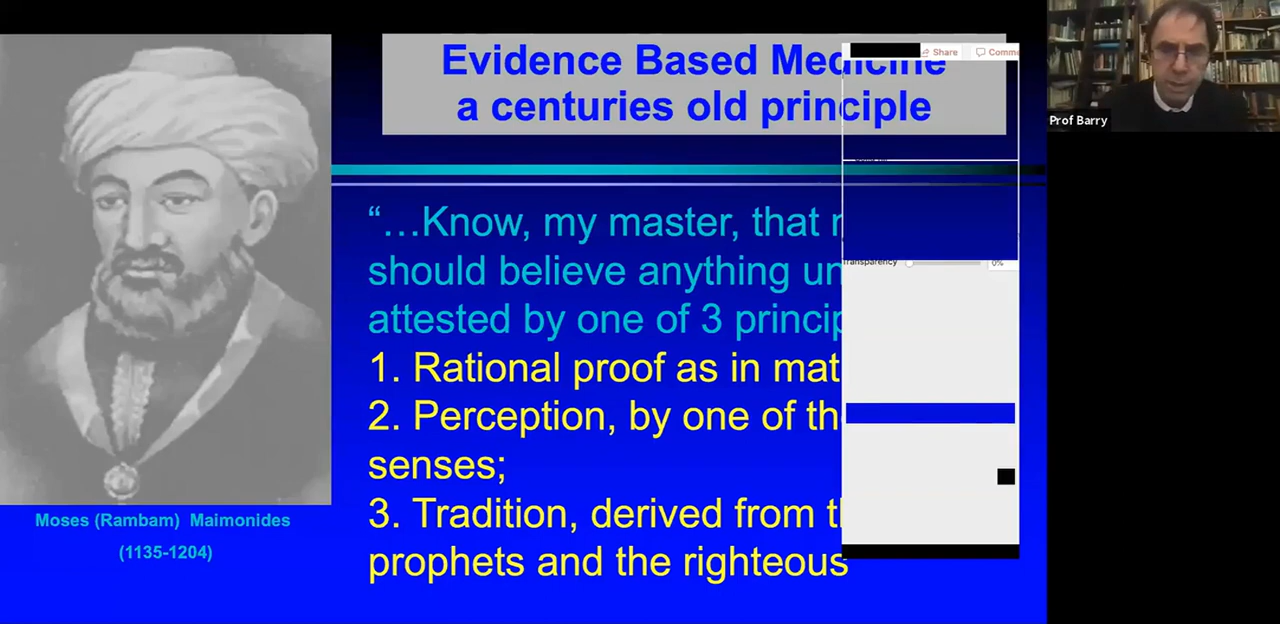 Evidence Based Medicine
a centuries old principle
Share
Prof Barry
“…Know, my master, that
should believe anything
Transparency
0%
attested by one of 3
1. Rational proof as in
2. Perception, by one of
senses;
3. Tradition, derived from
prophets and the righteous
Moses (Rambam) Maimonides
(1135-1204)